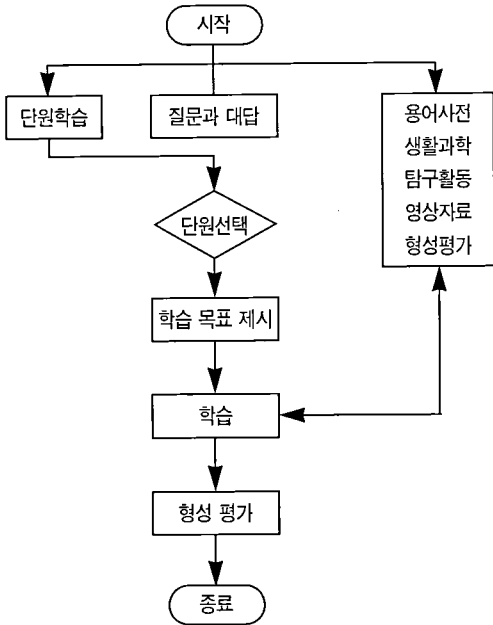 시작
단원학습
질문과 대답
용어사전
생활과학
탐구활동
영상자료
형성평가
단원선택
학습 목표 제시
학습
형성 평가
종료